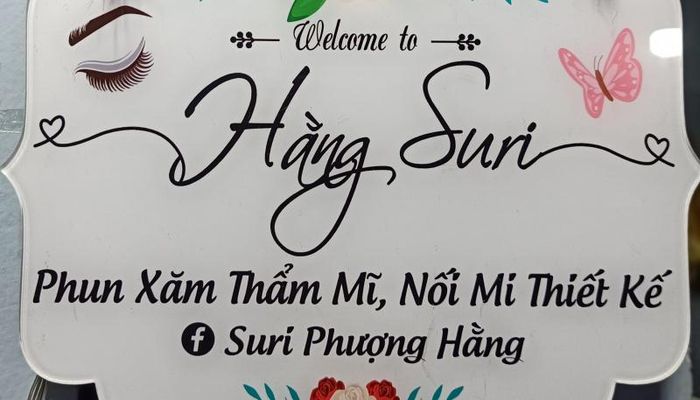 Welcome to
Hằng Suri
Phun Xăm Thẩm Mĩ, Nối Mi Thiết Kế
f Suri Phượng Hằng